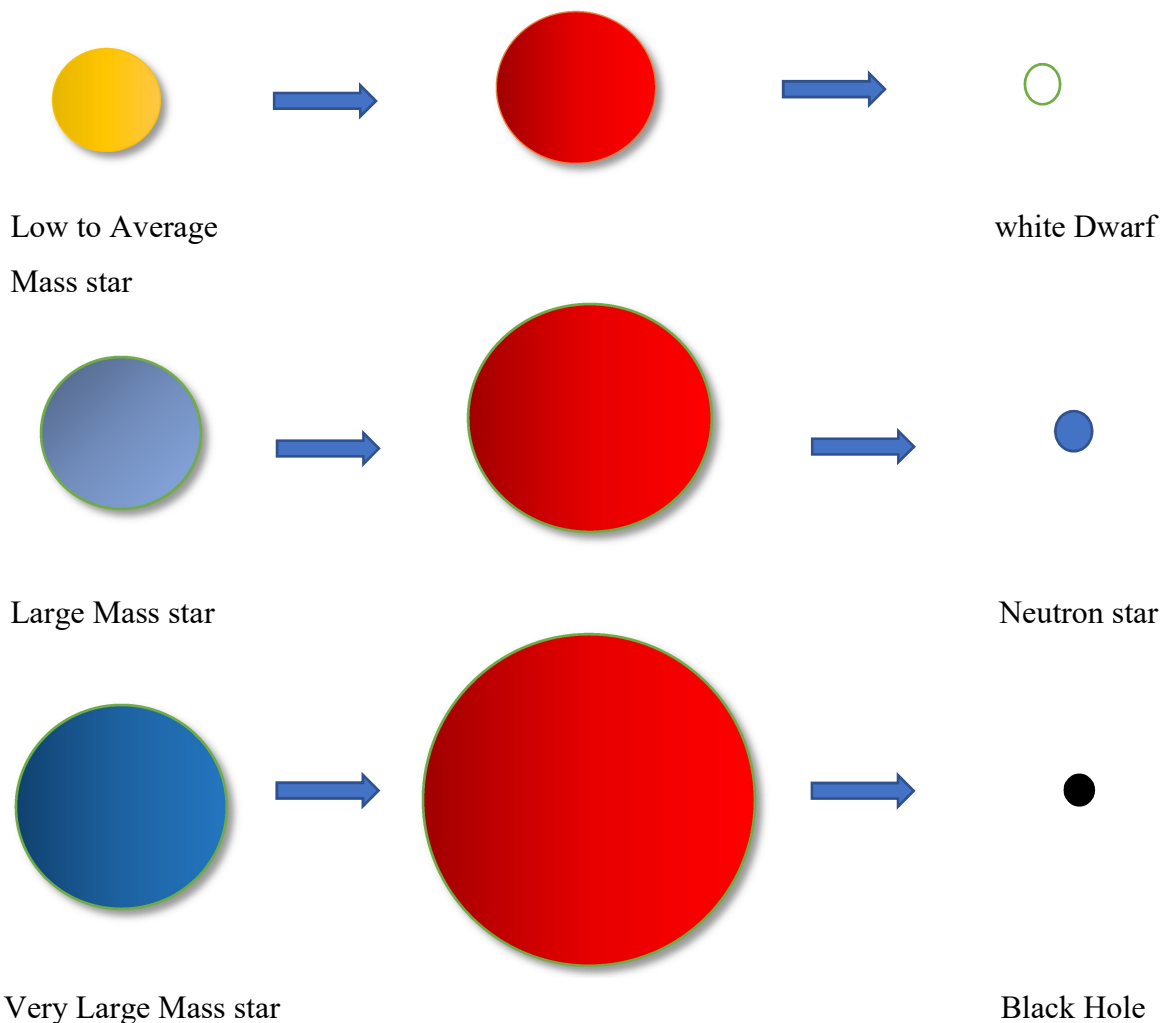 Low to Average
white Dwarf
Mass star
Large Mass star
Neutron star
Very Large Mass star
Black Hole